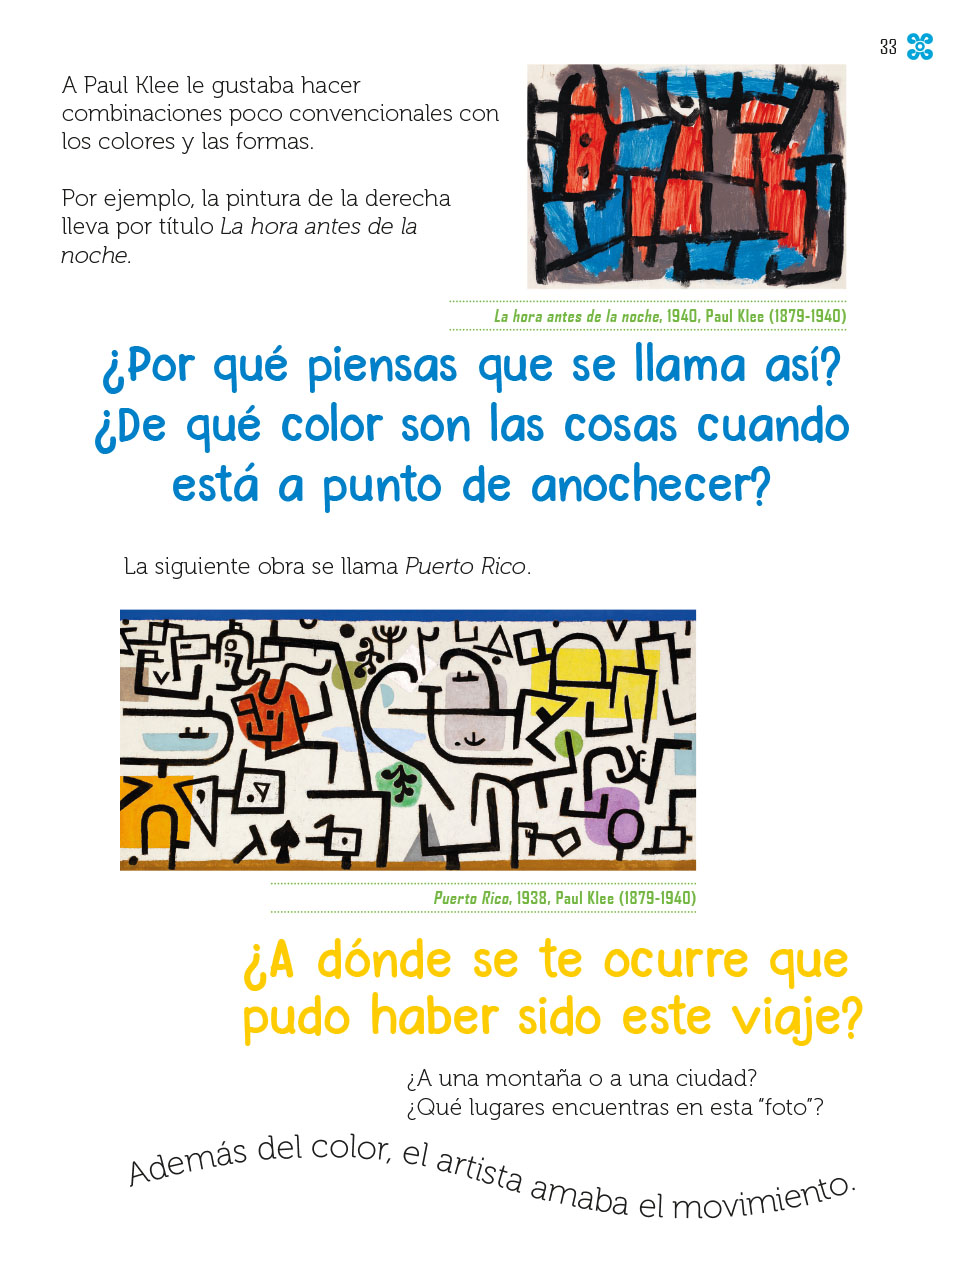 33
A Paul Klee le gustaba hacer
combinaciones poco convencionales con
los colores y las formas.
Por ejemplo, la pintura de la derecha
lleva por título La hora antes de la
noche.
La hora antes de la noche, 1940, Paul Klee (1879-1940)
¿Por qué piensas que se llama así?
¿De qué color son las cosas cuando
está a punto de anochecer?
La siguiente obra se llama Puerto Rico.
Puerto Rico, 1938, Paul Klee (1879-1940)
¿A dónde se te ocurre que
pudo haber sido este viaje?
¿A una montaña o a una ciudad?
¿Qué lugares encuentras en esta “foto”?
Además del color, el artista amaba el movimiento.